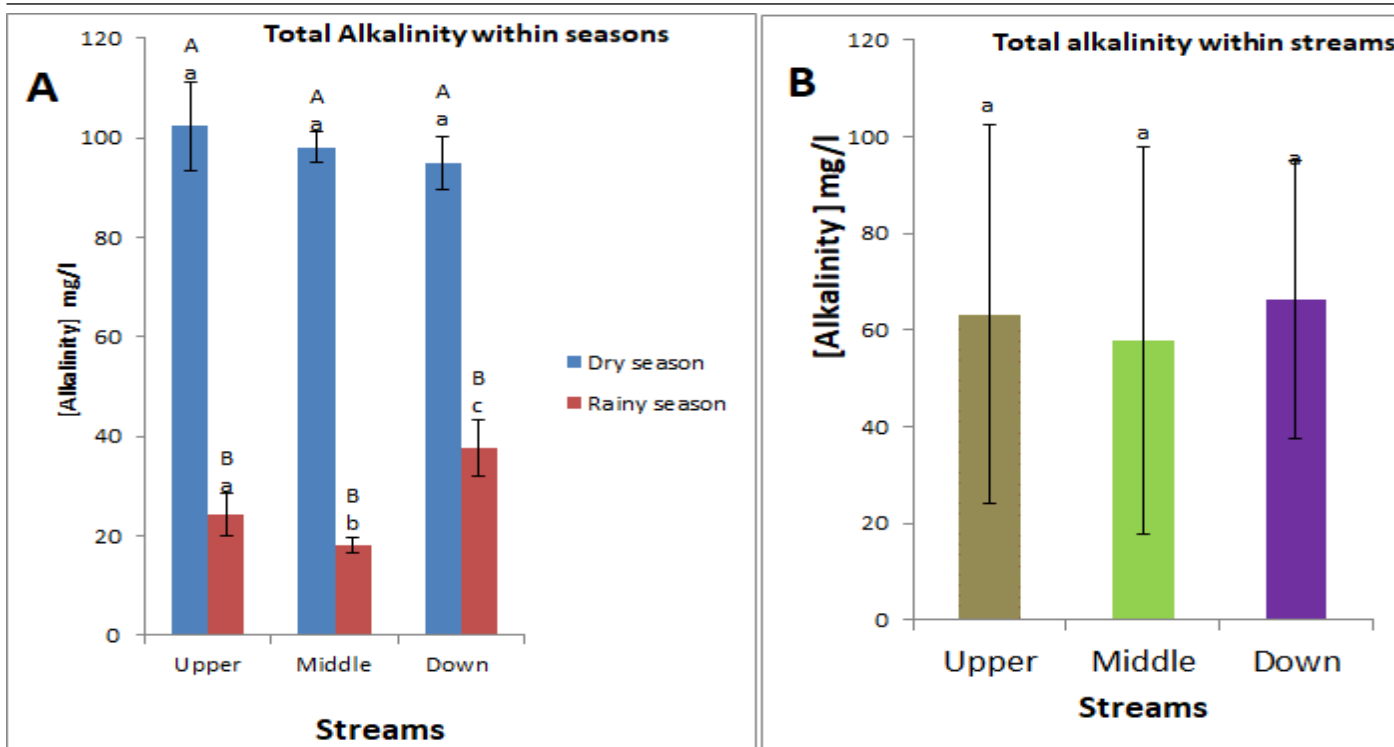 Total Alkalinity within seasons
A
120
100
80
60
40
20
0
[Alkalinity] mg/l
A
a
A
a
A
a
B
a
B
b
B
c
Dry season
Rainy season
Upper
Middle
Down
Streams
Total alkalinity within streams
B
120
100
80
60
40
20
0
[Alkalinity ] mg/l
a
a
a
Upper
Middle
Down
Streams